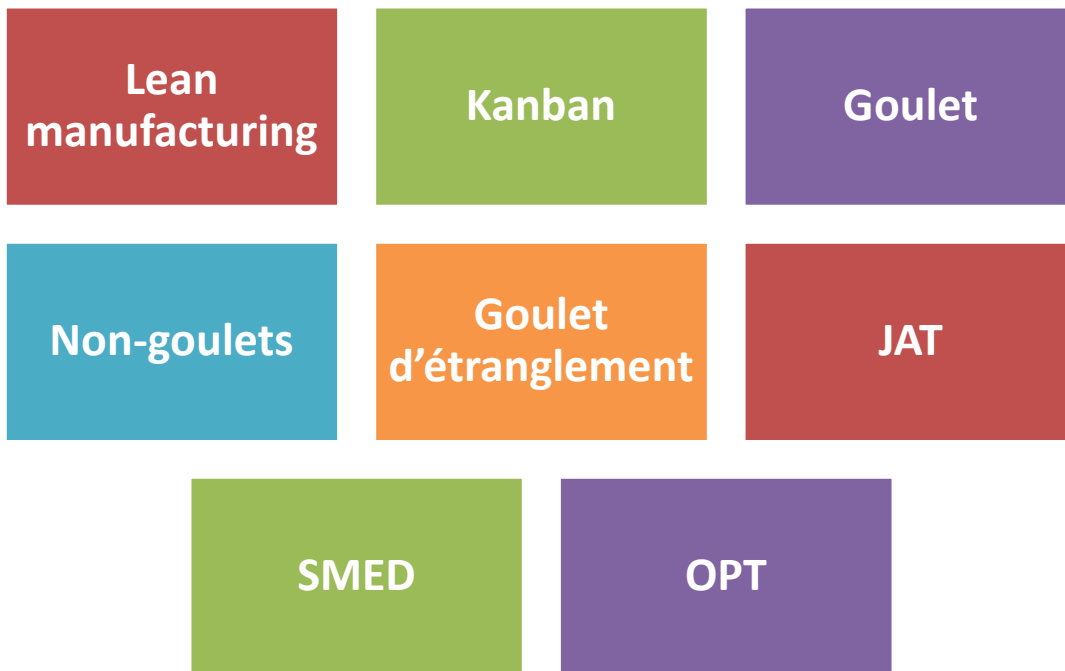 Lean
manufacturing
Kanban
Goulet
Non-goulets
Goulet
d’étranglement
JAT
SMED
OPT